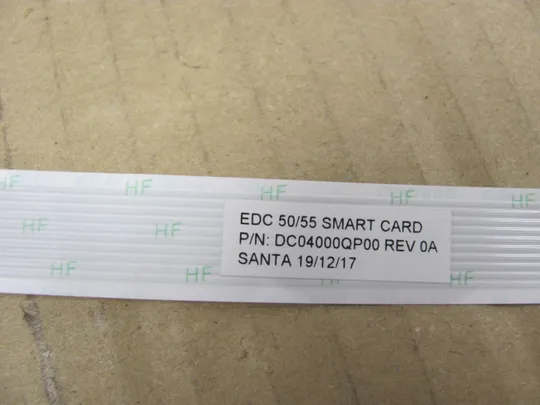 HF HF HF HF HF
EDC 50/55 SMART CARD
P/N: DC04000QP00 REV 0A
SANTA 19/12/17
HF HF
HF HF HF